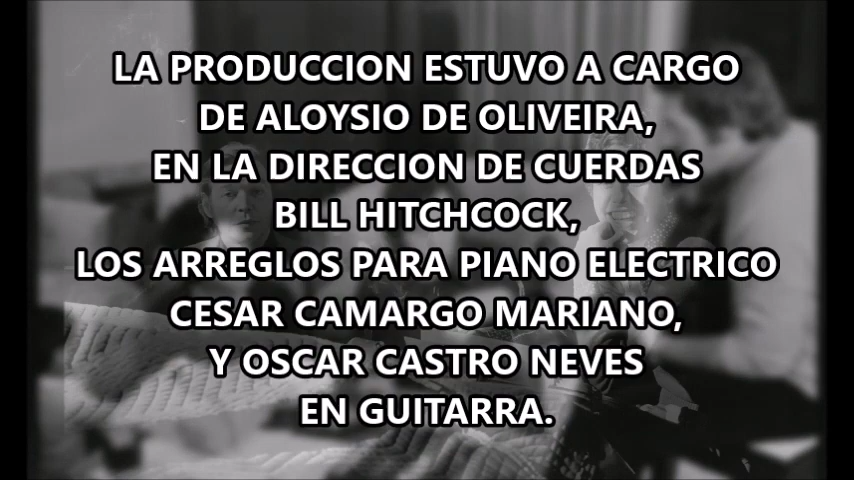 LA PRODUCCION ESTUVO A CARGO
DE ALOYSIO DE OLIVEIRA,
EN LA DIRECCION DE CUERDAS
BILL HITCHCOCK,
LOS ARREGLOS PARA PIANO ELECTRICO
CESAR CAMARGO MARIANO,
Y OSCAR CASTRO NEVES
EN GUITARRA.